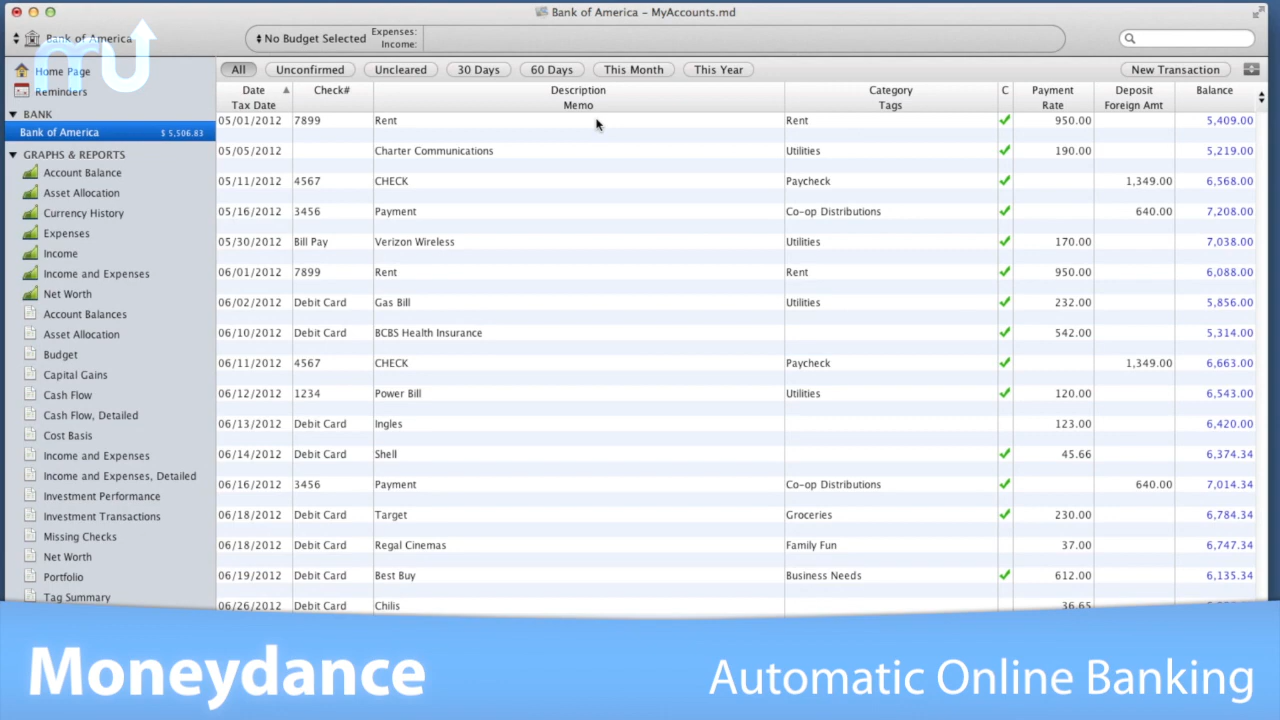 Bank of America – MyAccounts.md
Bank of America
No Budget Selected
Expenses:
Income:
mu
Home Page
Reminders
BANK
Bank of America $ 5,506.83
GRAPHS & REPORTS
Account Balance
Asset Allocation
Currency History
Expenses
Income
Income and Expenses
Net Worth
Account Balances
Asset Allocation
Budget
Capital Gains
Cash Flow
Cash Flow, Detailed
Cost Basis
Income and Expenses
Income and Expenses, Detailed
Investment Performance
Investment Transactions
Missing Checks
Net Worth
Portfolio
Tag Summary
All Unconfirmed Uncleared 30 Days 60 Days This Month This Year New Transaction
Date Check# Description Category C Payment Deposit Balance
Tax Date Memo Tags Rate Foreign Amt
05/01/2012 7899 Rent Rent 950.00 5,409.00
05/05/2012 Charter Communications Utilities 190.00 5,219.00
05/11/2012 4567 CHECK Paycheck 1,349.00 6,568.00
05/16/2012 3456 Payment Co-op Distributions 640.00 7,208.00
05/30/2012 Bill Pay Verizon Wireless Utilities 170.00 7,038.00
06/01/2012 7899 Rent Rent 950.00 6,088.00
06/02/2012 Debit Card Gas Bill Utilities 232.00 5,856.00
06/10/2012 Debit Card BCBS Health Insurance 542.00 5,314.00
06/11/2012 4567 CHECK Paycheck 1,349.00 6,663.00
06/12/2012 1234 Power Bill Utilities 120.00 6,543.00
06/13/2012 Debit Card Ingles 123.00 6,420.00
06/14/2012 Debit Card Shell 45.66 6,374.34
06/16/2012 3456 Payment Co-op Distributions 640.00 7,014.34
06/18/2012 Debit Card Target Groceries 230.00 6,784.34
06/18/2012 Debit Card Regal Cinemas Family Fun 37.00 6,747.34
06/19/2012 Debit Card Best Buy Business Needs 612.00 6,135.34
06/26/2012 Debit Card Chilis 36.65
Moneydance
Automatic Online Banking